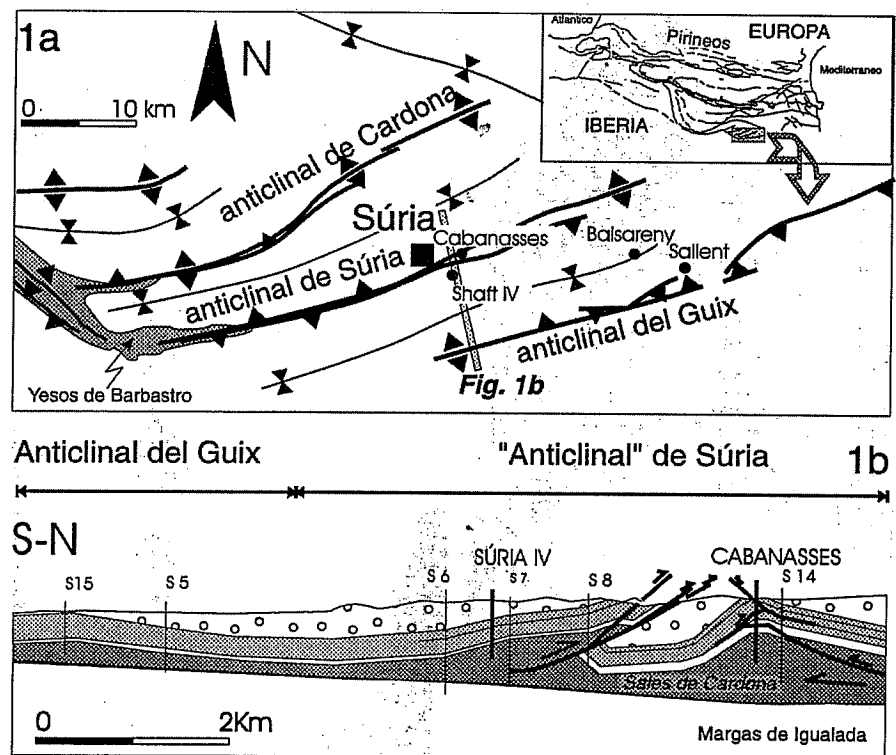 1a
N
0 10 km
Atlantico
Pirineos
EUROPA
Mediterraneo
IBERIA
anticlinal de Cardona
Súria
Cabanasses
anticlinal de Súria
Shaft IV
Balsareny
Sallent
anticlinal del Guix
Fig. 1b
Yesos de Barbastro
Anticlinal del Guix
"Anticlinal" de Súria
1b
S-N
SÚRIA IV
CABANASSES
S15
S 5
S 6
S 7
S 8
S 14
Sales de Cardona
0 2Km
Margas de Igualada